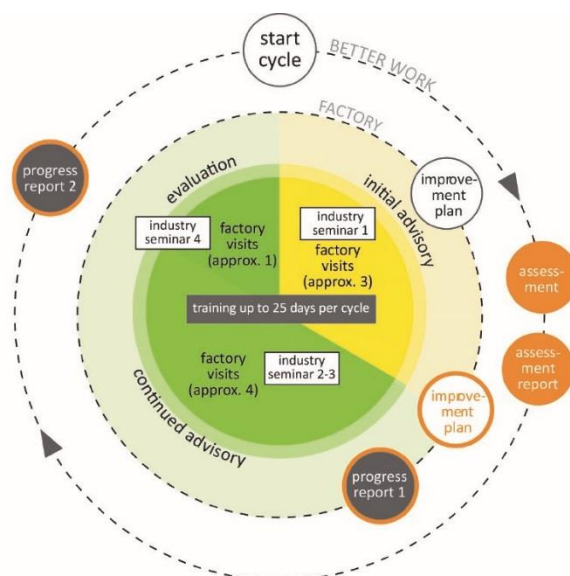 start
cycle
BETTER WORK
FACTORY
progress
report 2
evaluation
initial advisory
improve-
ment
plan
industry
seminar 4
factory
visits
(approx. 1)
industry
seminar 1
factory
visits
(approx. 3)
assess-
ment
training up to 25 days per cycle
assess-
ment
report
factory
visits
(approx. 4)
industry
seminar 2-3
continued advisory
improve-
ment
plan
progress
report 1